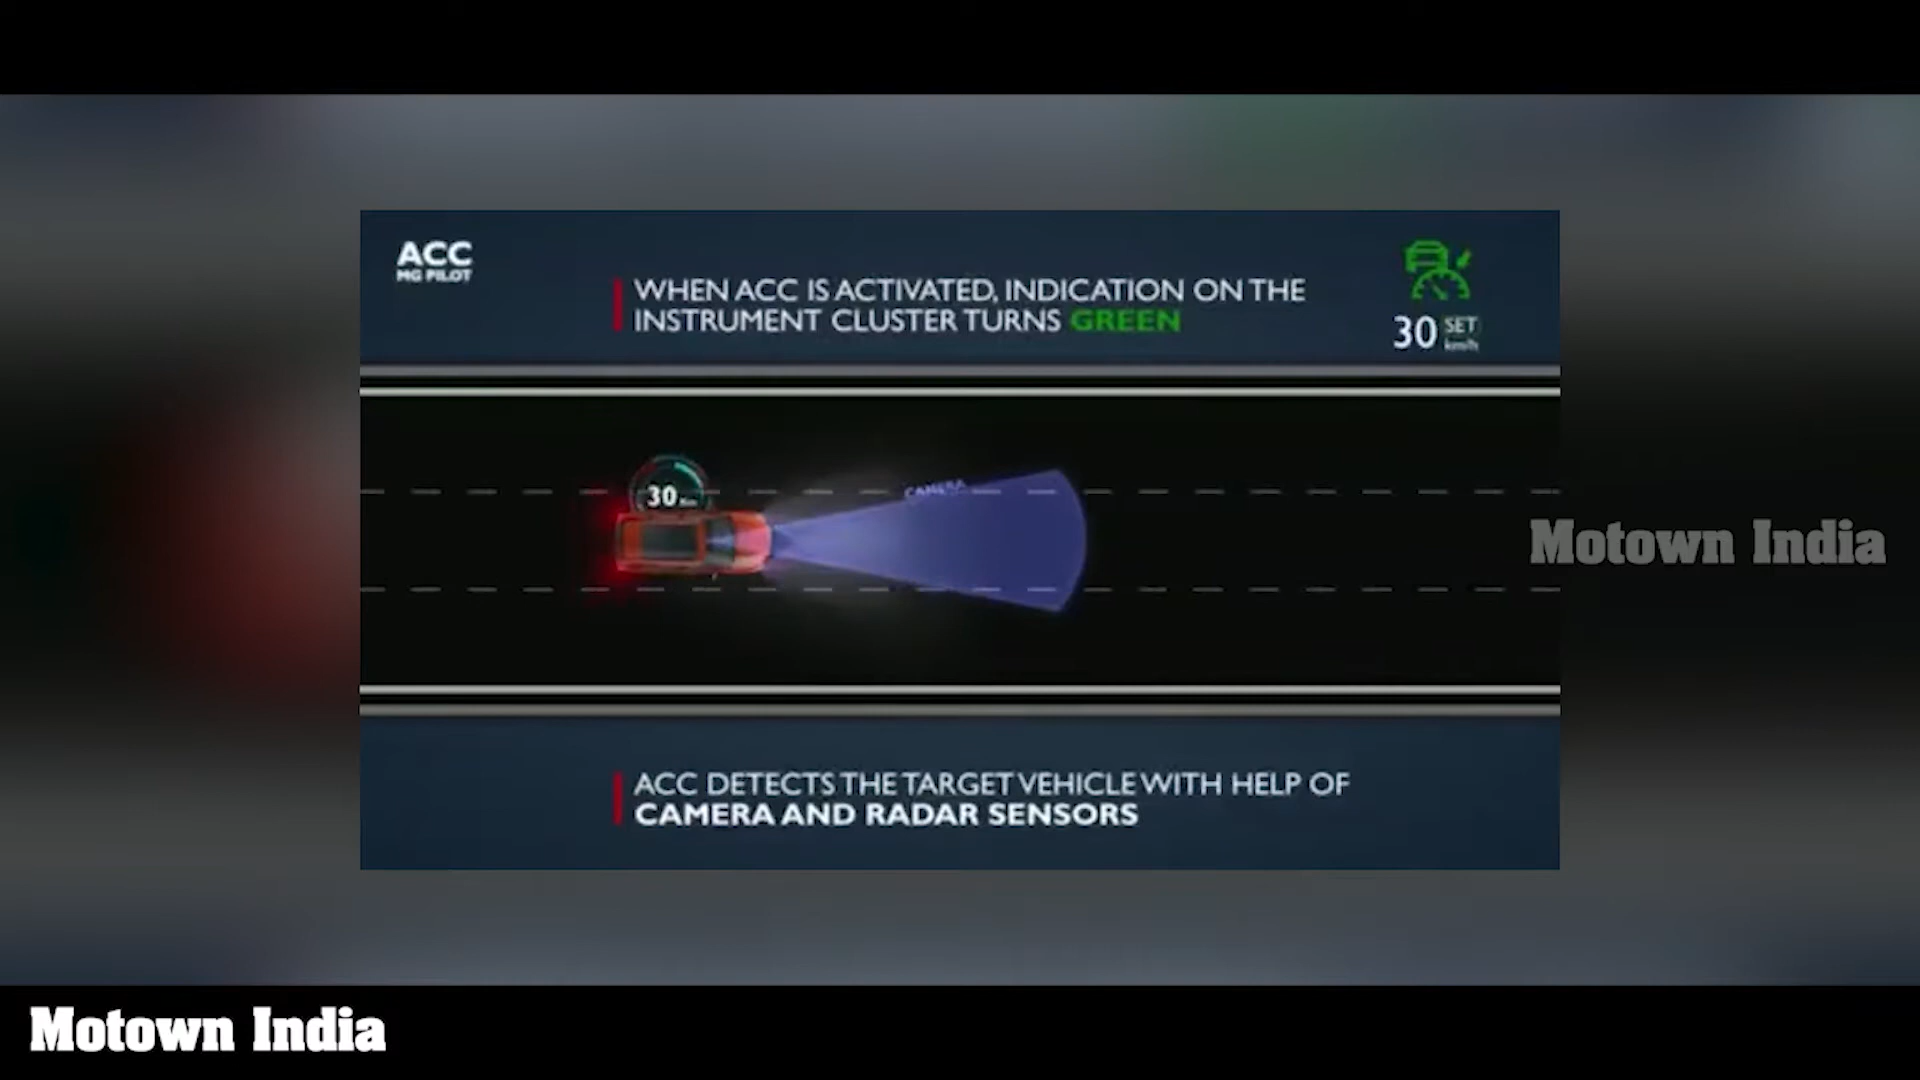 ACC
MG PILOT
WHEN ACC IS ACTIVATED, INDICATION ON THE
INSTRUMENT CLUSTER TURNS GREEN
30 SET
km/h
CAMERA
30
Motown India
ACC DETECTS THE TARGET VEHICLE WITH HELP OF
CAMERA AND RADAR SENSORS
Motown India